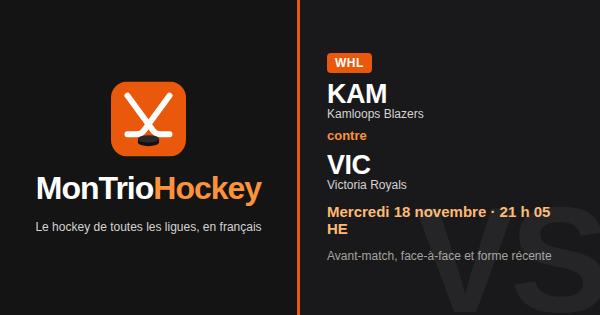 MonTrioHockey
Le hockey de toutes les ligues, en français
WHL
KAM
Kamloops Blazers
contre
VIC
Victoria Royals
Mercredi 18 novembre · 21 h 05
HE
Avant-match, face-à-face et forme récente
VS